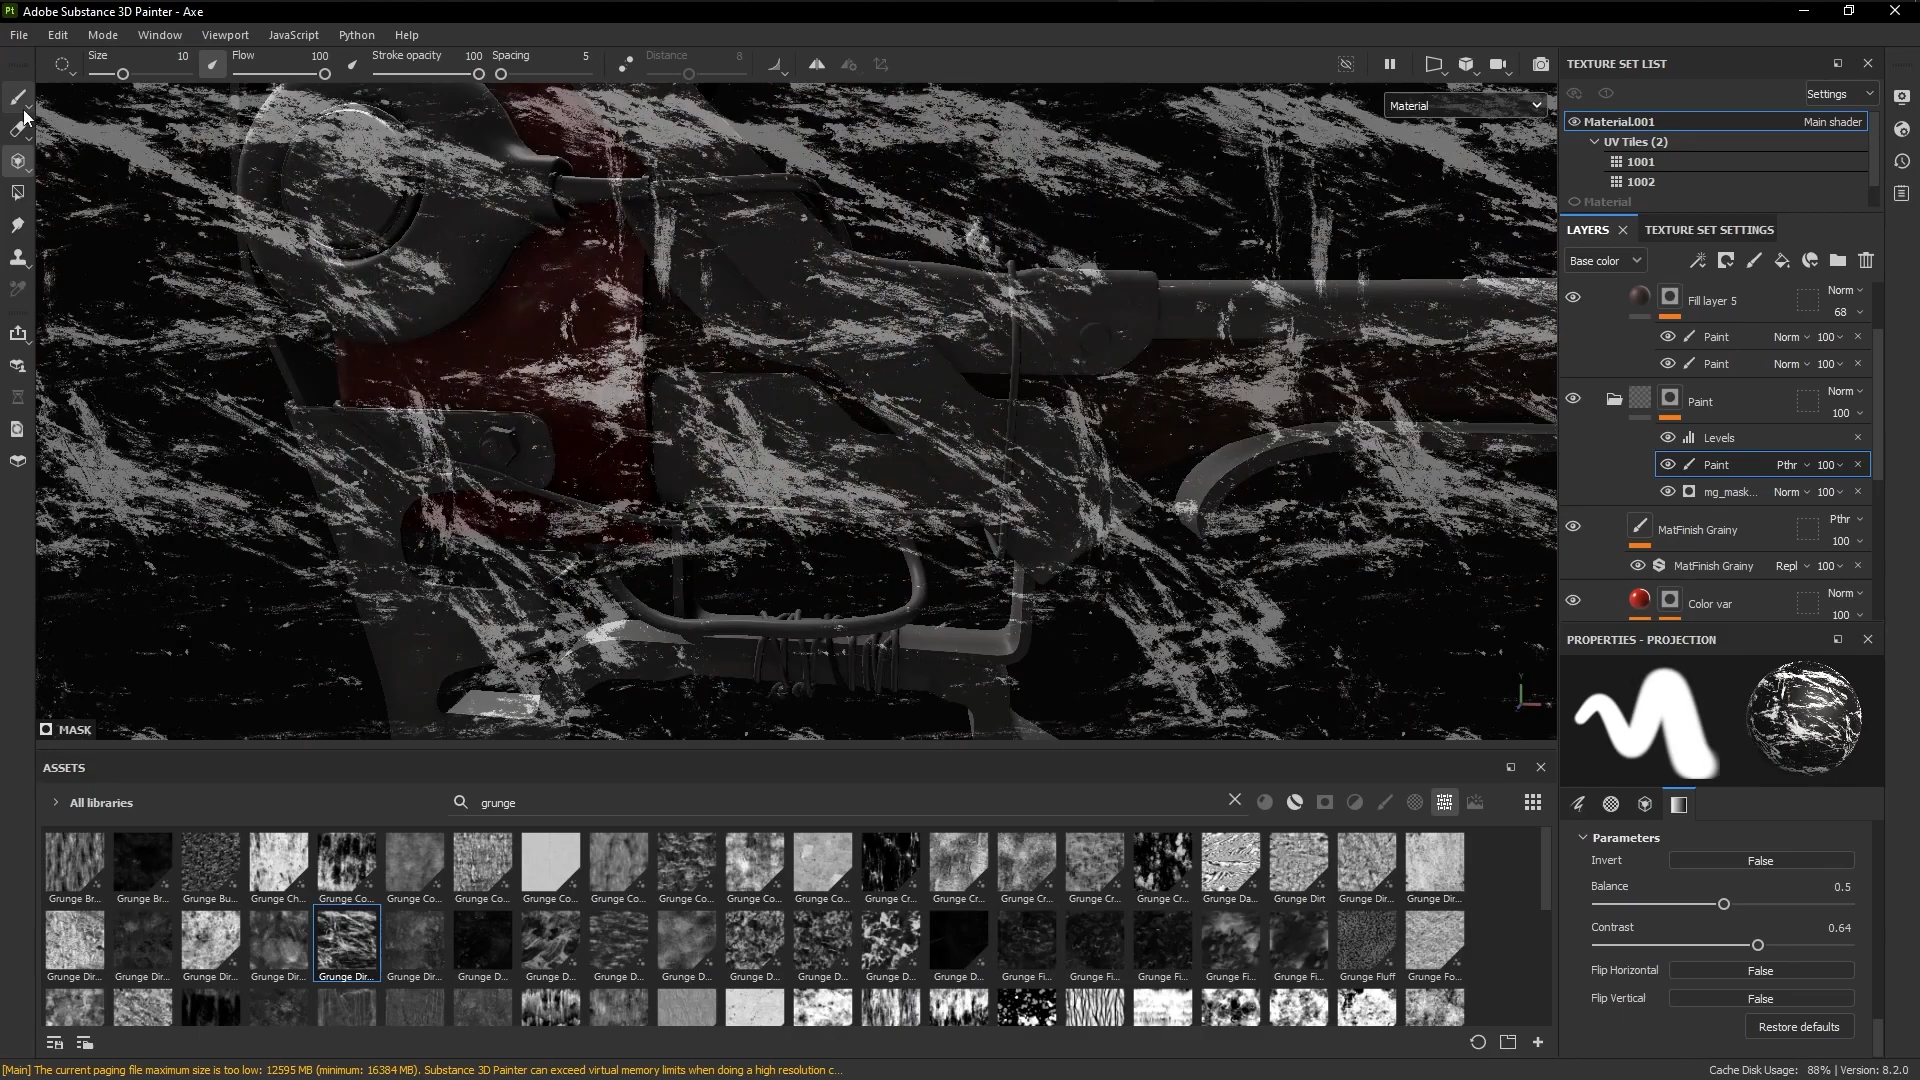 Pt Adobe Substance 3D Painter - Axe
File Edit Mode Window Viewport JavaScript Python Help
Size 10 Flow 100 Stroke opacity 100 Spacing 5 Distance 8
Material
MASK
TEXTURE SET LIST
Settings
Material.001 Main shader
UV Tiles (2)
1001
1002
Material
LAYERS TEXTURE SET SETTINGS
Base color
Fill layer 5 Norm 68
Paint Norm 100
Paint Norm 100
Paint Norm 100
Levels
Paint Pthr 100
mg_mask... Norm 100
MatFinish Grainy Pthr 100
MatFinish Grainy Repl 100
Color var Norm 100
PROPERTIES - PROJECTION
Parameters
Invert False
Balance 0.5
Contrast 0.64
Flip Horizontal False
Flip Vertical False
Restore defaults
ASSETS
All libraries
grunge
Grunge Br... Grunge Br... Grunge Bu... Grunge Ch... Grunge Co... Grunge Co... Grunge Co... Grunge Co... Grunge Co... Grunge Co... Grunge Co... Grunge Co... Grunge Cr... Grunge Cr... Grunge Cr... Grunge Cr... Grunge Cr... Grunge Da... Grunge Dirt Grunge Dir... Grunge Dir...
Grunge Dir... Grunge Dir... Grunge Dir... Grunge Dir... Grunge Dir... Grunge Dir... Grunge D... Grunge D... Grunge D... Grunge D... Grunge D... Grunge D... Grunge D... Grunge D... Grunge Fi... Grunge Fi... Grunge Fi... Grunge Fi... Grunge Fi... Grunge Fluff Grunge Fo...
[Main] The current paging file maximum size is too low: 12595 MB (minimum: 16384 MB). Substance 3D Painter can exceed virtual memory limits when doing a high resolution c...
Cache Disk Usage: 88% | Version: 8.2.0